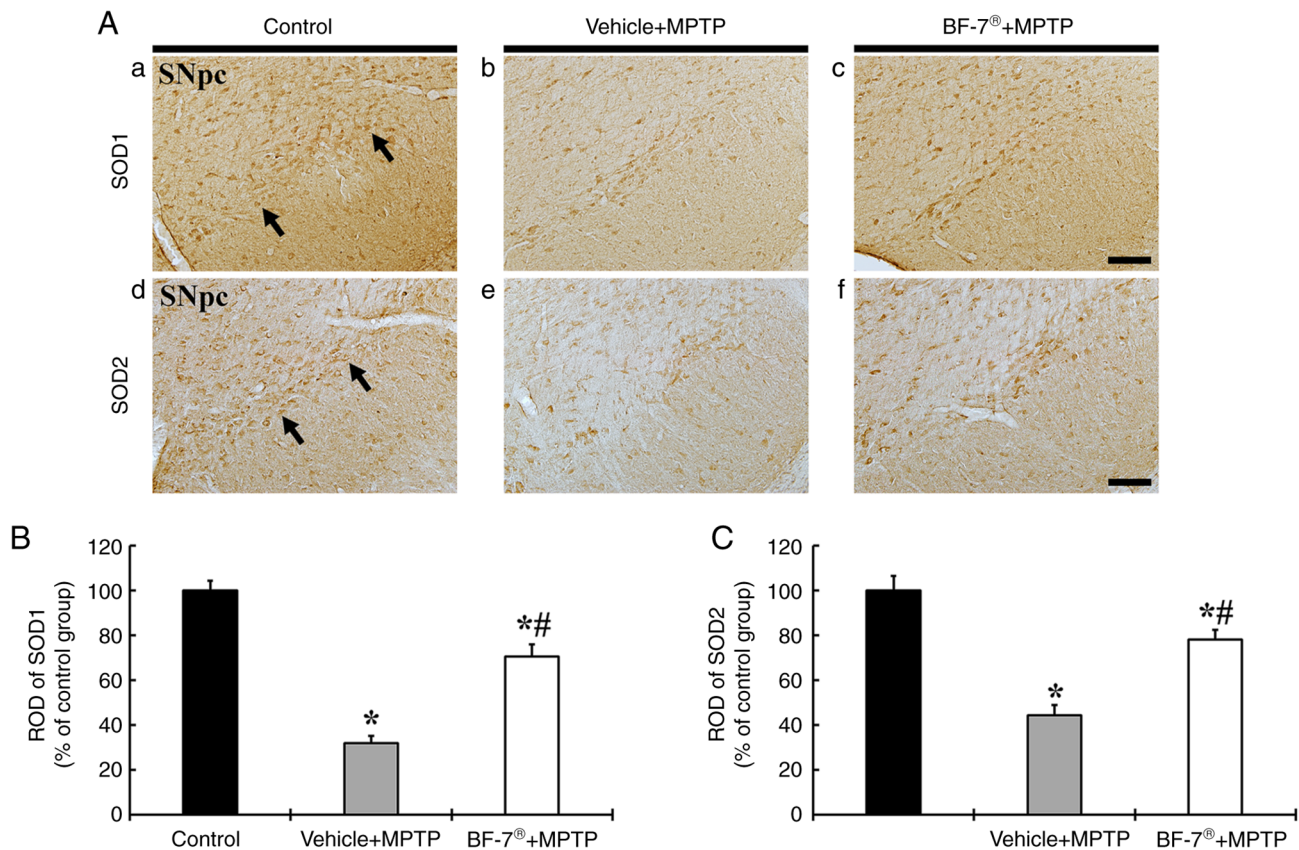 A
Control
Vehicle+MPTP
BF-7®+MPTP
a
SNpc
b
c
SOD1
d
SNpc
e
f
SOD2
B
ROD of SOD1
(% of control group)
120
100
80
60
40
20
0
*
*#
Control
Vehicle+MPTP
BF-7®+MPTP
C
ROD of SOD2
(% of control group)
120
100
80
60
40
20
0
*
*#
Vehicle+MPTP
BF-7®+MPTP